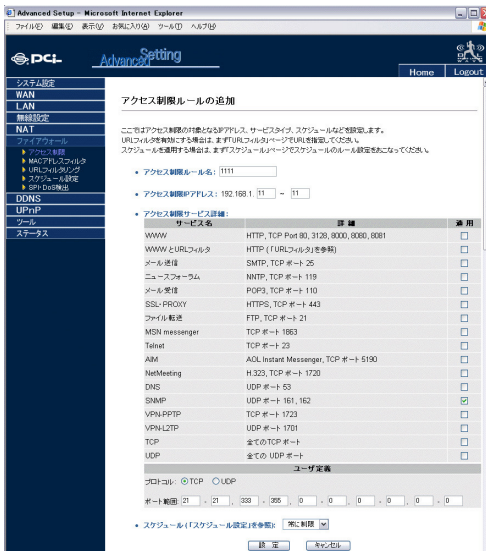 Advanced Setup - Microsoft Internet Explorer
ファイル(F) 編集(E) 表示(V) お気に入り(A) ツール(T) ヘルプ(H)
PCi
Advanced Setting
Home Logout
システム設定
WAN
LAN
無線設定
NAT
ファイアウォール
アクセス制限
MACアドレスフィルタ
URLフィルタリング
スケジュール設定
SPI・DoS検出
DDNS
UPnP
ツール
ステータス
アクセス制限ルールの追加
ここではアクセス制限の対象となるIPアドレス、サービスタイプ、スケジュールなどを設定します。
URLフィルタを有効にする場合は、まず「URLフィルタ」ページでURLを指定してください。
スケジュールを運用する場合は、まず「スケジュール」ページでスケジュールのルール設定をおこなってください。
アクセス制限ルール名: 1111
アクセス制限IPアドレス: 192.168.1. 11 ~ 11
アクセス制限サービス詳細:
サービス名 詳細 適用
WWW HTTP, TCP Port 80, 3128, 8000, 8080, 8081
WWW とURLフィルタ HTTP (「URLフィルタ」を参照)
メール送信 SMTP, TCP ポート 25
ニュースフォーラム NNTP, TCP ポート 119
メール受信 POP3, TCP ポート 110
SSL-PROXY HTTPS, TCP ポート 443
ファイル転送 FTP, TCP ポート 21
MSN messenger TCP ポート 1863
Telnet TCP ポート 23
AIM AOL Instant Messenger, TCP ポート 5190
NetMeeting H.323, TCP ポート 1720
DNS UDP ポート 53
SNMP UDP ポート 161, 162
VPN-PPTP TCP ポート 1723
VPN-L2TP UDP ポート 1701
TCP 全ての TCP ポート
UDP 全ての UDP ポート
ユーザ定義
プロトコル: TCP UDP
ポート範囲: 21 - 21 , 333 - 355 , 0 - 0 , 0 - 0 , 0 - 0
スケジュール (「スケジュール設定」を参照): 常に制限
設 定 キャンセル